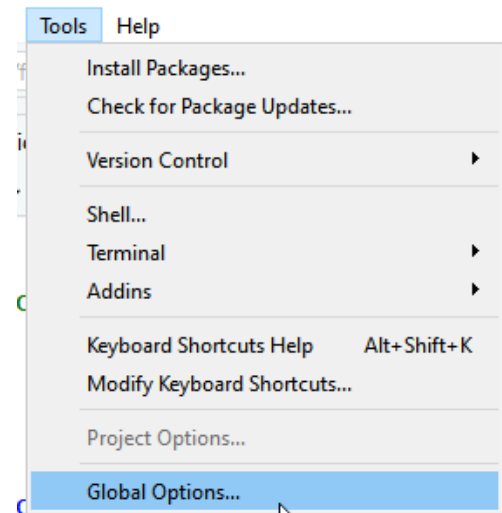 Tools Help
Install Packages...
Check for Package Updates...
Version Control
Shell...
Terminal
Addins
Keyboard Shortcuts Help Alt+Shift+K
Modify Keyboard Shortcuts...
Project Options...
Global Options...